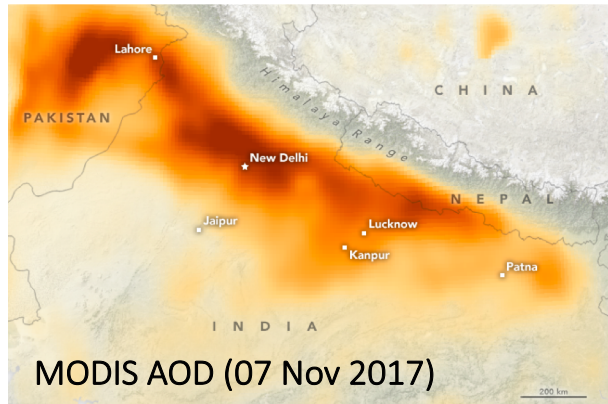 Lahore
CHINA
PAKISTAN
Himalaya Range
New Delhi
NEPAL
Jaipur
Lucknow
Kanpur
Patna
INDIA
MODIS AOD (07 Nov 2017)
200 km